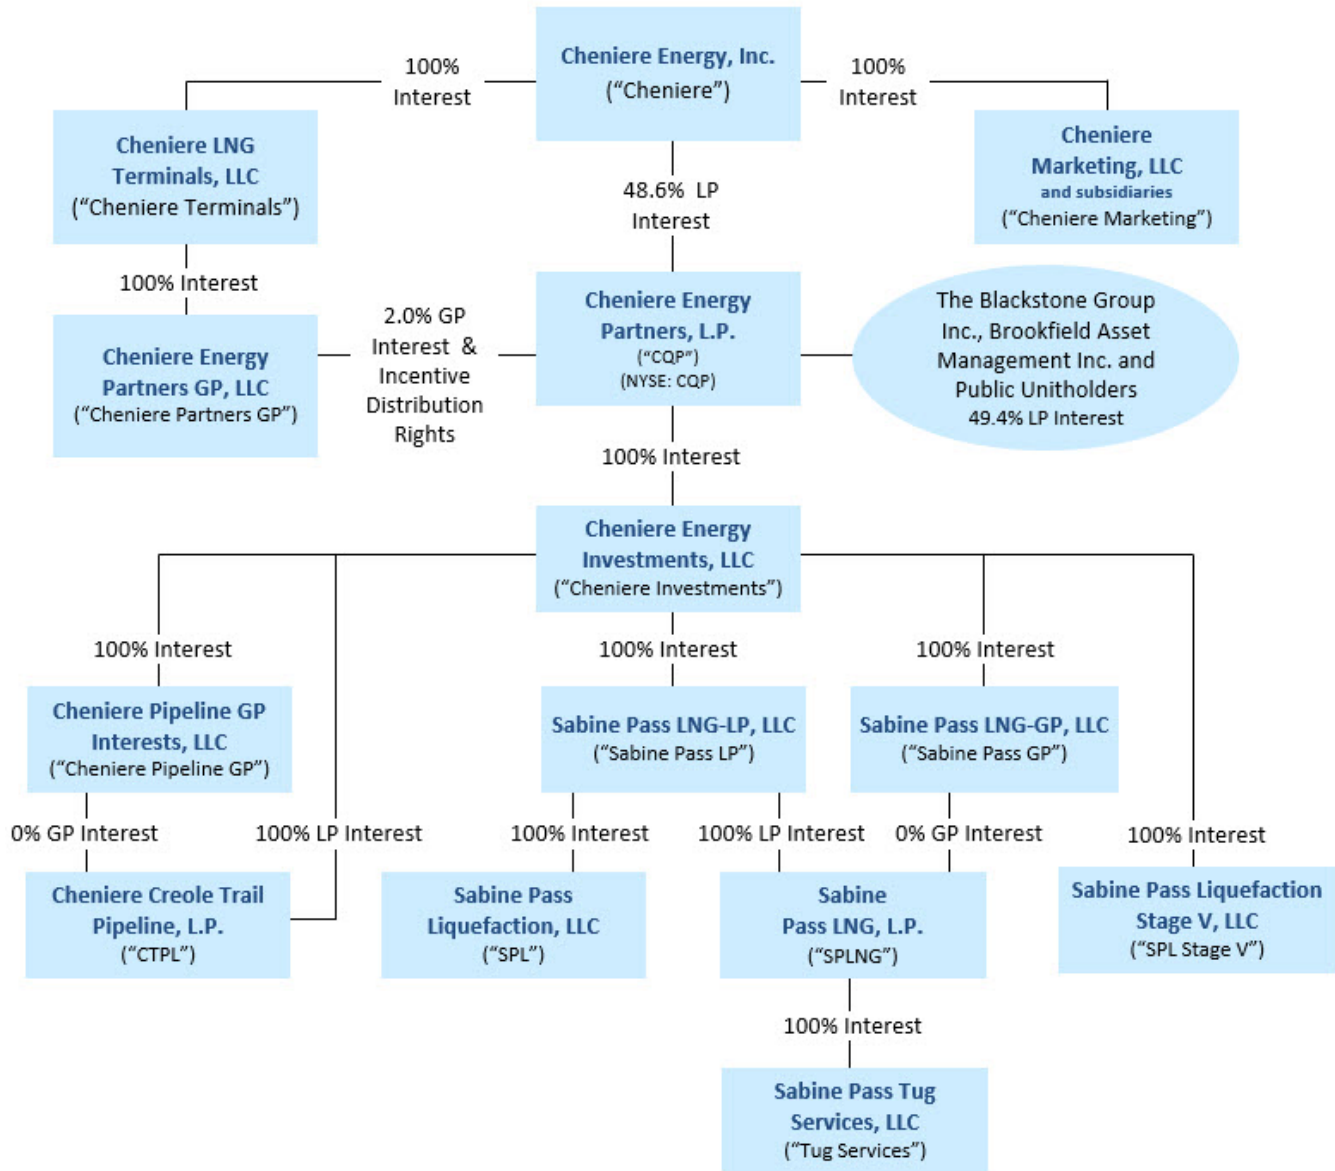 Cheniere Energy, Inc.
(“Cheniere”)
100%
Interest
100%
Interest
Cheniere LNG
Terminals, LLC
(“Cheniere Terminals”)
Cheniere
Marketing, LLC
and subsidiaries
(“Cheniere Marketing”)
48.6% LP
Interest
100% Interest
Cheniere Energy
Partners GP, LLC
(“Cheniere Partners GP”)
2.0% GP
Interest &
Incentive
Distribution
Rights
Cheniere Energy
Partners, L.P.
(“CQP”)
(NYSE: CQP)
The Blackstone Group
Inc., Brookfield Asset
Management Inc. and
Public Unitholders
49.4% LP Interest
100% Interest
Cheniere Energy
Investments, LLC
(“Cheniere Investments”)
100% Interest
100% Interest
100% Interest
Cheniere Pipeline GP
Interests, LLC
(“Cheniere Pipeline GP”)
Sabine Pass LNG-LP, LLC
(“Sabine Pass LP”)
Sabine Pass LNG-GP, LLC
(“Sabine Pass GP”)
0% GP Interest
100% LP Interest
100% Interest
100% LP Interest
0% GP Interest
100% Interest
Cheniere Creole Trail
Pipeline, L.P.
(“CTPL”)
Sabine Pass
Liquefaction, LLC
(“SPL”)
Sabine
Pass LNG, L.P.
(“SPLNG”)
Sabine Pass Liquefaction
Stage V, LLC
(“SPL Stage V”)
100% Interest
Sabine Pass Tug
Services, LLC
(“Tug Services”)